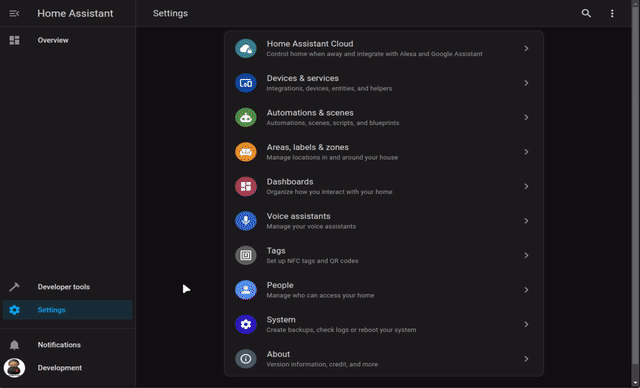 Home Assistant
Settings
Overview
Home Assistant Cloud
Control home when away and integrate with Alexa and Google Assistant
Devices & services
Integrations, devices, entities, and helpers
Automations & scenes
Automations, scenes, scripts, and blueprints
Areas, labels & zones
Manage locations in and around your house
Dashboards
Organize how you interact with your home
Voice assistants
Manage your voice assistants
Tags
Set up NFC tags and QR codes
People
Manage who can access your home
System
Create backups, check logs or reboot your system
About
Version information, credit, and more
Developer tools
Settings
Notifications
Development